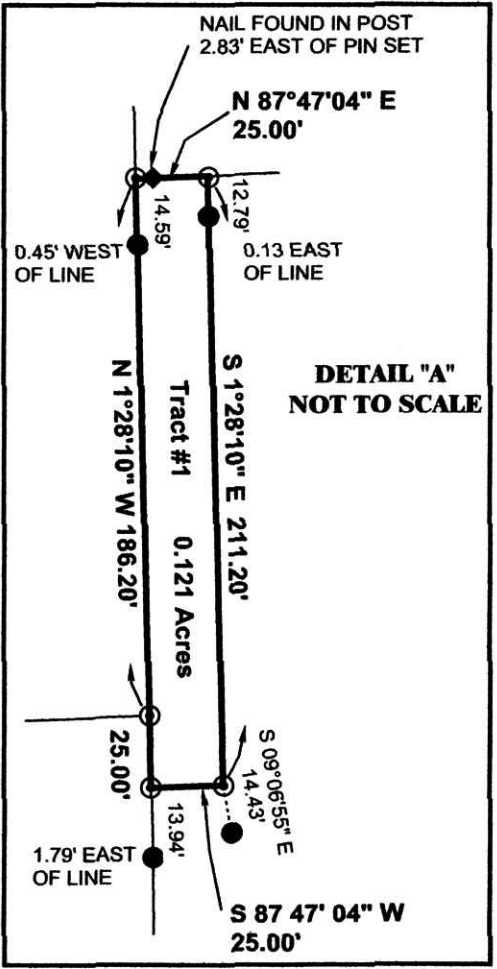 NAIL FOUND IN POST
2.83' EAST OF PIN SET
N 87°47'04" E
25.00'
14.59'
12.79'
0.45' WEST
OF LINE
0.13 EAST
OF LINE
DETAIL "A"
NOT TO SCALE
N 1°28'10" W 186.20'
Tract #1 0.121 Acres
S 1°28'10" E 211.20'
25.00'
S 09°06'55" E
14.43'
13.94'
1.79' EAST
OF LINE
S 87 47' 04" W
25.00'